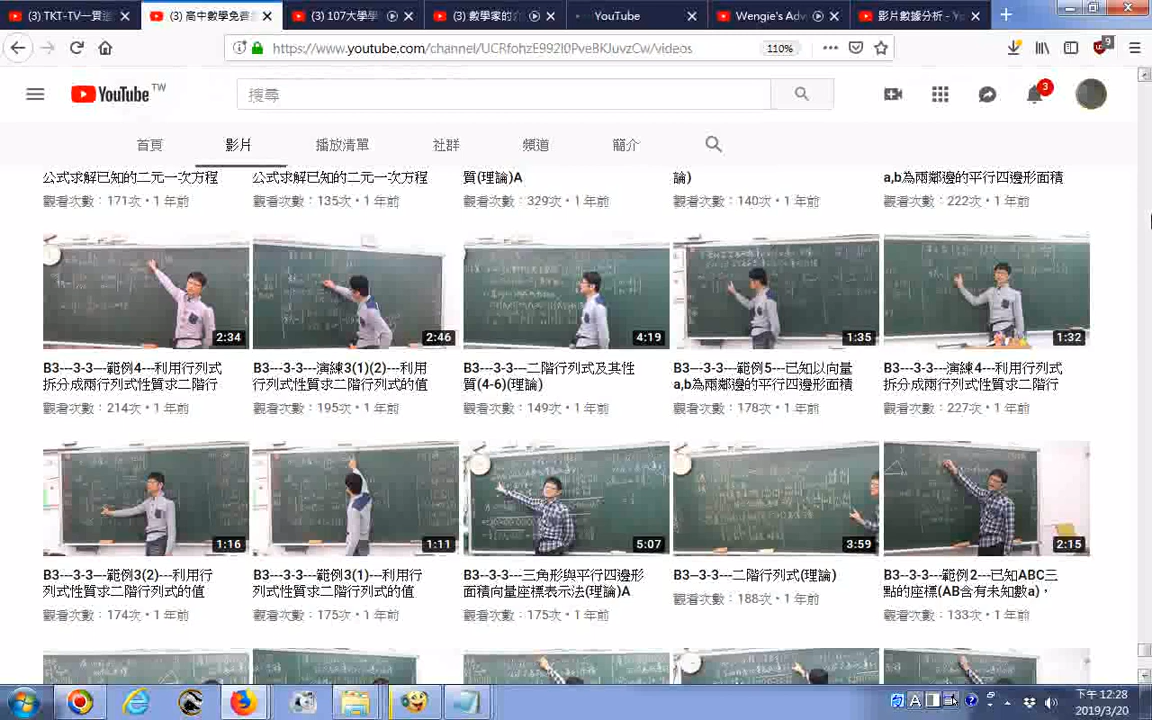 (3) TKT-TV一貫道
(3) 高中數學免費
(3) 107大學學
(3) 數學家的
YouTube
Wengie's Adv
影片數據分析 - Yo
https://www.youtube.com/channel/UCRfohzE992I0PveBKJuvzCw/videos
110%
9
YouTube TW
搜尋
3
首頁
影片
播放清單
社群
頻道
簡介
公式求解已知的二元一次方程
觀看次數：171次 • 1 年前
公式求解已知的二元一次方程
觀看次數：135次 • 1 年前
質(理論)A
觀看次數：329次 • 1 年前
論)
觀看次數：140次 • 1 年前
a,b為兩鄰邊的平行四邊形面積
觀看次數：222次 • 1 年前
2:34
B3---3-3---範例4---利用行列式
拆分成兩行列式性質求二階行
觀看次數：214次 • 1 年前
2:46
B3---3-3---演練3(1)(2)---利用
行列式性質求二階行列式的值
觀看次數：195次 • 1 年前
4:19
B3---3-3---二階行列式及其性
質(4-6)(理論)
觀看次數：149次 • 1 年前
1:35
B3---3-3---範例5---已知以向量
a,b為兩鄰邊的平行四邊形面積
觀看次數：178次 • 1 年前
1:32
B3---3-3---演練4---利用行列式
拆分成兩行列式性質求二階行
觀看次數：227次 • 1 年前
1:16
B3---3-3---範例3(2)---利用行
列式性質求二階行列式的值
觀看次數：174次 • 1 年前
1:11
B3---3-3---範例3(1)---利用行
列式性質求二階行列式的值
觀看次數：175次 • 1 年前
5:07
B3--3-3---三角形與平行四邊形
面積向量座標表示法(理論)A
觀看次數：175次 • 1 年前
3:59
B3--3-3---二階行列式(理論)
觀看次數：188次 • 1 年前
2:15
B3--3-3---範例2---已知ABC三
點的座標(AB含有未知數a)，
觀看次數：133次 • 1 年前
下午 12:28
2019/3/20